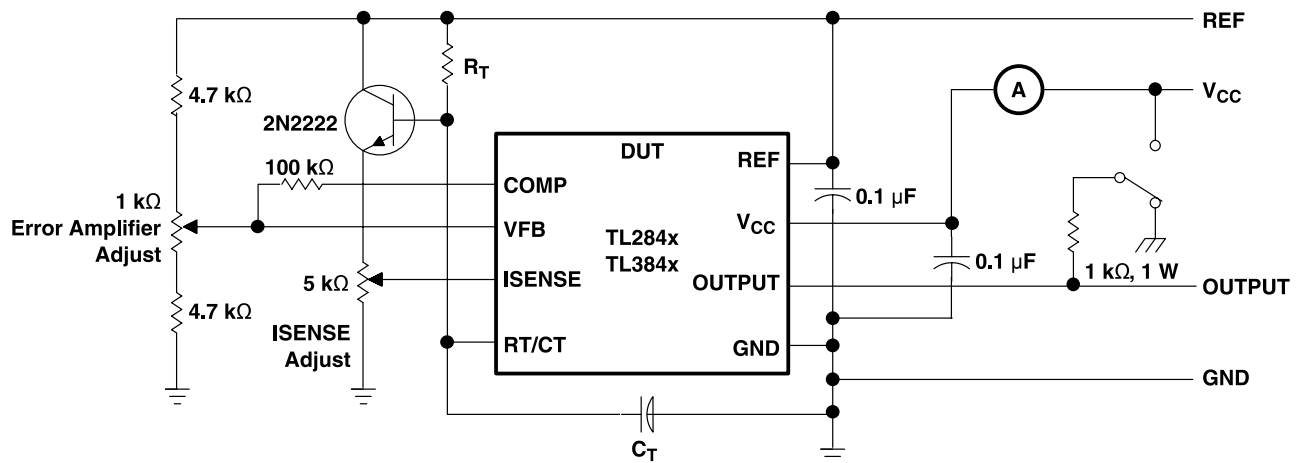 REF
R_T
A
V_CC
4.7 kΩ
2N2222
DUT
REF
100 kΩ
COMP
0.1 µF
1 kΩ
Error Amplifier
Adjust
VFB
V_CC
TL284x
TL384x
0.1 µF
1 kΩ, 1 W
5 kΩ
ISENSE
OUTPUT
OUTPUT
4.7 kΩ
ISENSE
Adjust
RT/CT
GND
GND
C_T